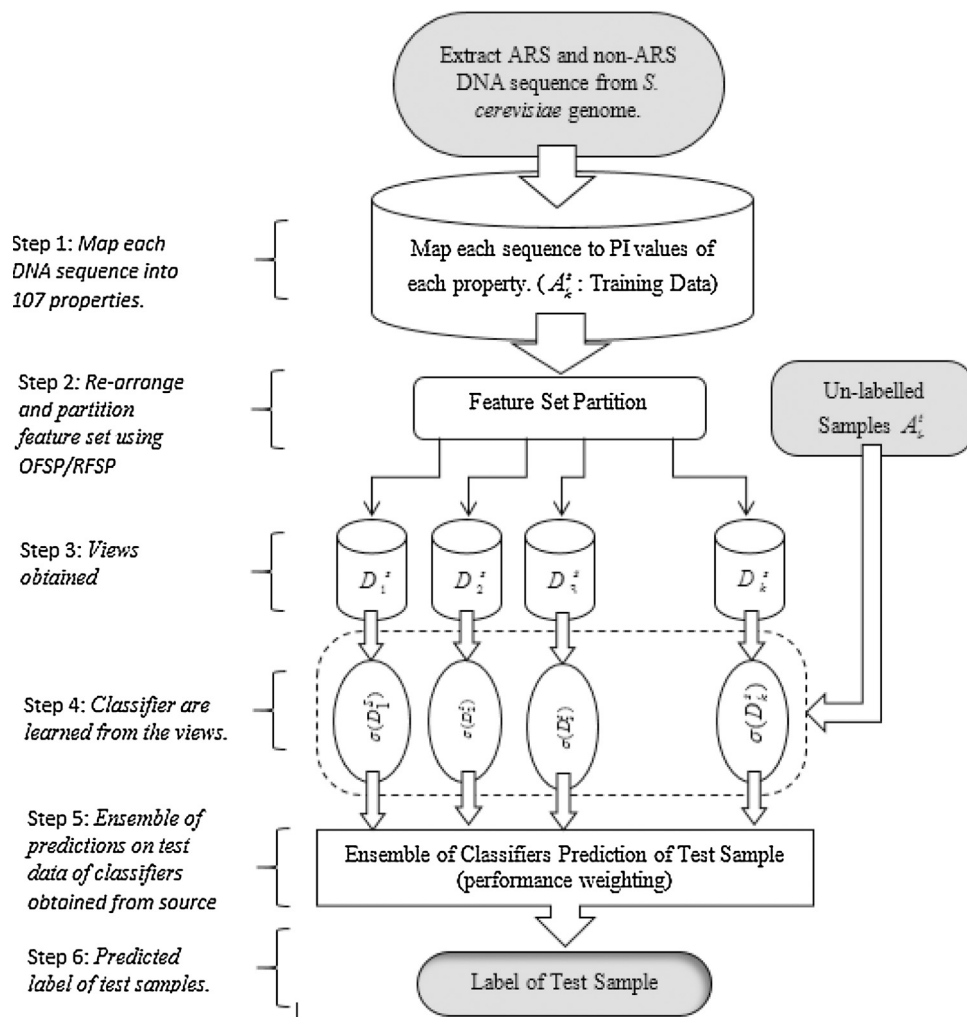 Extract ARS and non-ARS
DNA sequence from S.
cerevisiae genome.
Step 1: Map each
DNA sequence into
107 properties.
Map each sequence to PI values of
each property. ( A_k^s : Training Data)
Step 2: Re-arrange
and partition
feature set using
OFSP/RFSP
Feature Set Partition
Un-labelled
Samples
Step 3: Views
obtained
D_1^s
D_2^s
D_3^s
D_k^s
Step 4: Classifier are
learned from the views.
σ(D_1^s)
σ(D_2^s)
σ(D_3^s)
σ(D_k^s)
Step 5: Ensemble of
predictions on test
data of classifiers
obtained from source
Ensemble of Classifiers Prediction of Test Sample
(performance weighting)
Step 6: Predicted
label of test samples.
Label of Test Sample